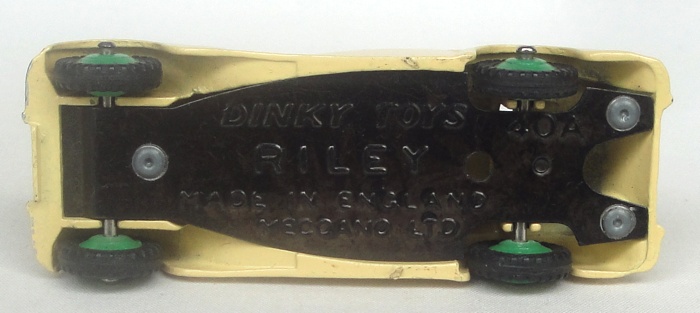 DINKY TOYS
40A
RILEY
MADE IN ENGLAND
MECCANO LTD